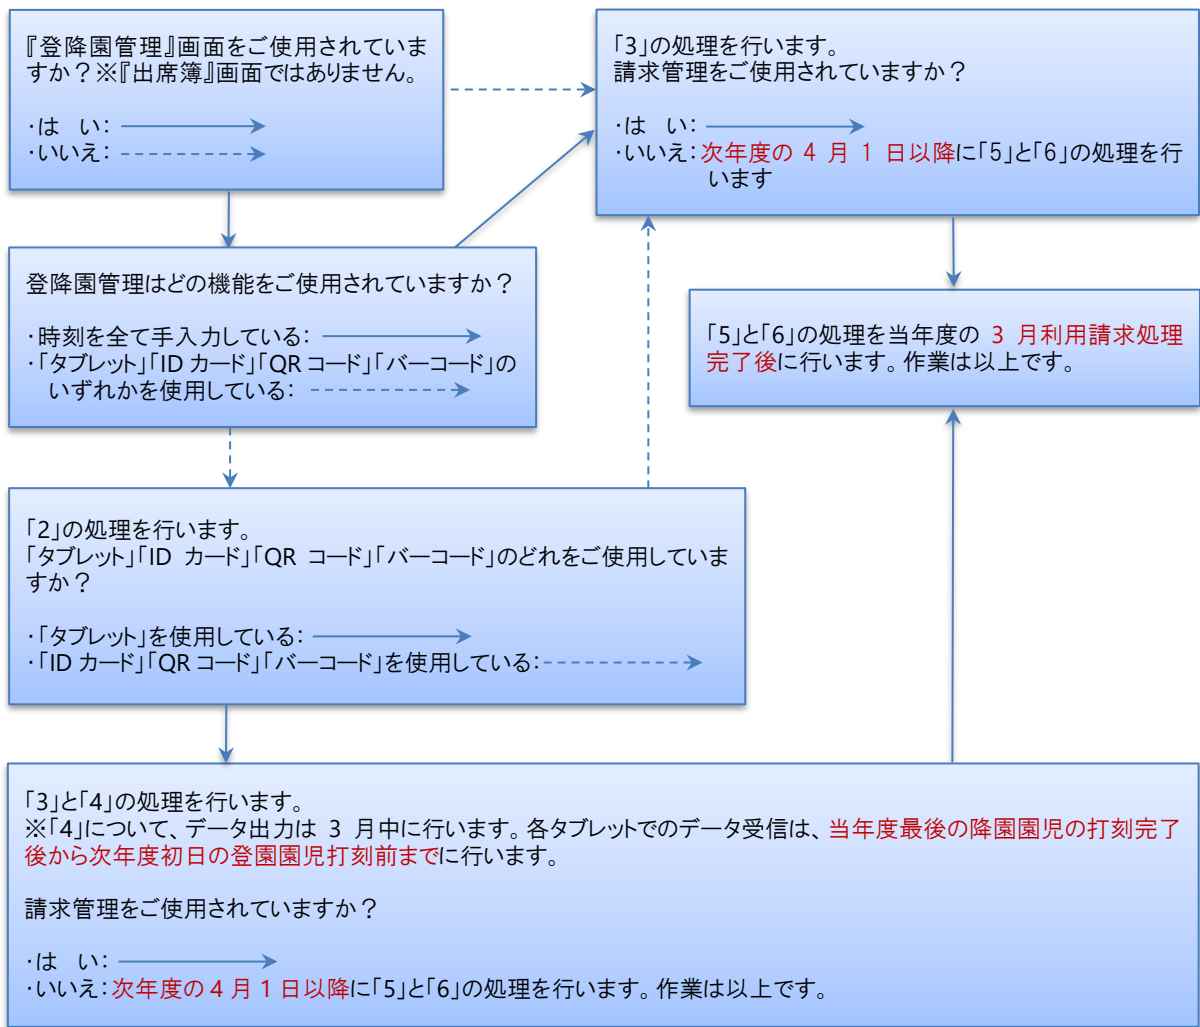 『登降園管理』画面をご使用されていま
すか？※『出席簿』画面ではありません。
・は　い：
・いいえ：
「3」の処理を行います。
請求管理をご使用されていますか？
・は　い：
・いいえ：次年度の 4 月 1 日以降に「5」と「6」の処理を行
います
登降園管理はどの機能をご使用されていますか？
・時刻を全て手入力している：
・「タブレット」「ID カード」「QR コード」「バーコード」の
いずれかを使用している：
「5」と「6」の処理を当年度の 3 月利用請求処理
完了後に行います。作業は以上です。
「2」の処理を行います。
「タブレット」「ID カード」「QR コード」「バーコード」のどれをご使用していま
すか？
・「タブレット」を使用している：
・「ID カード」「QR コード」「バーコード」を使用している：
「3」と「4」の処理を行います。
※「4」について、データ出力は 3 月中に行います。各タブレットでのデータ受信は、当年度最後の降園園児の打刻完了
後から次年度初日の登園園児打刻前までに行います。
請求管理をご使用されていますか？
・は　い：
・いいえ：次年度の 4 月 1 日以降に「5」と「6」の処理を行います。作業は以上です。